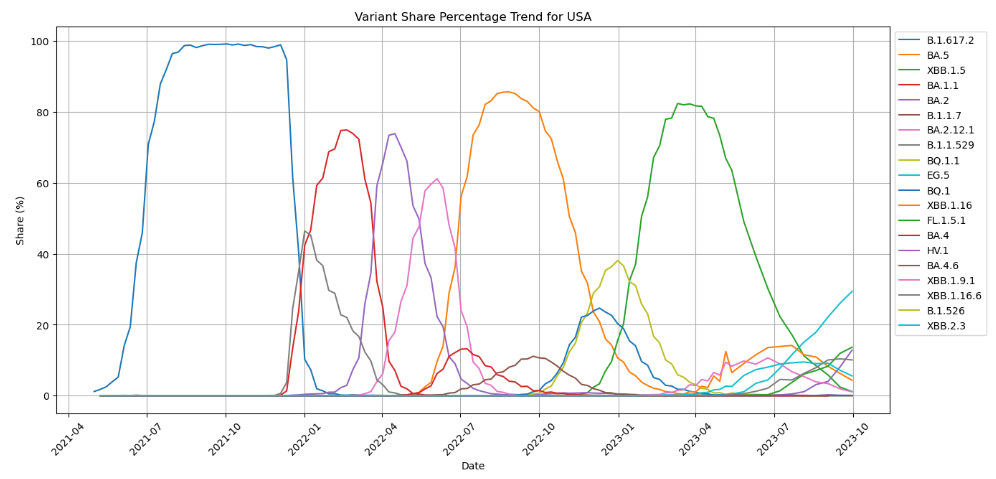 Variant Share Percentage Trend for USA
Share (%)
100
80
60
40
20
0
2021-04
2021-07
2021-10
2022-01
2022-04
2022-07
2022-10
2023-01
2023-04
2023-07
2023-10
Date
B.1.617.2
BA.5
XBB.1.5
BA.1.1
BA.2
B.1.1.7
BA.2.12.1
B.1.1.529
BQ.1.1
EG.5
BQ.1
XBB.1.16
FL.1.5.1
BA.4
HV.1
BA.4.6
XBB.1.9.1
XBB.1.16.6
B.1.526
XBB.2.3